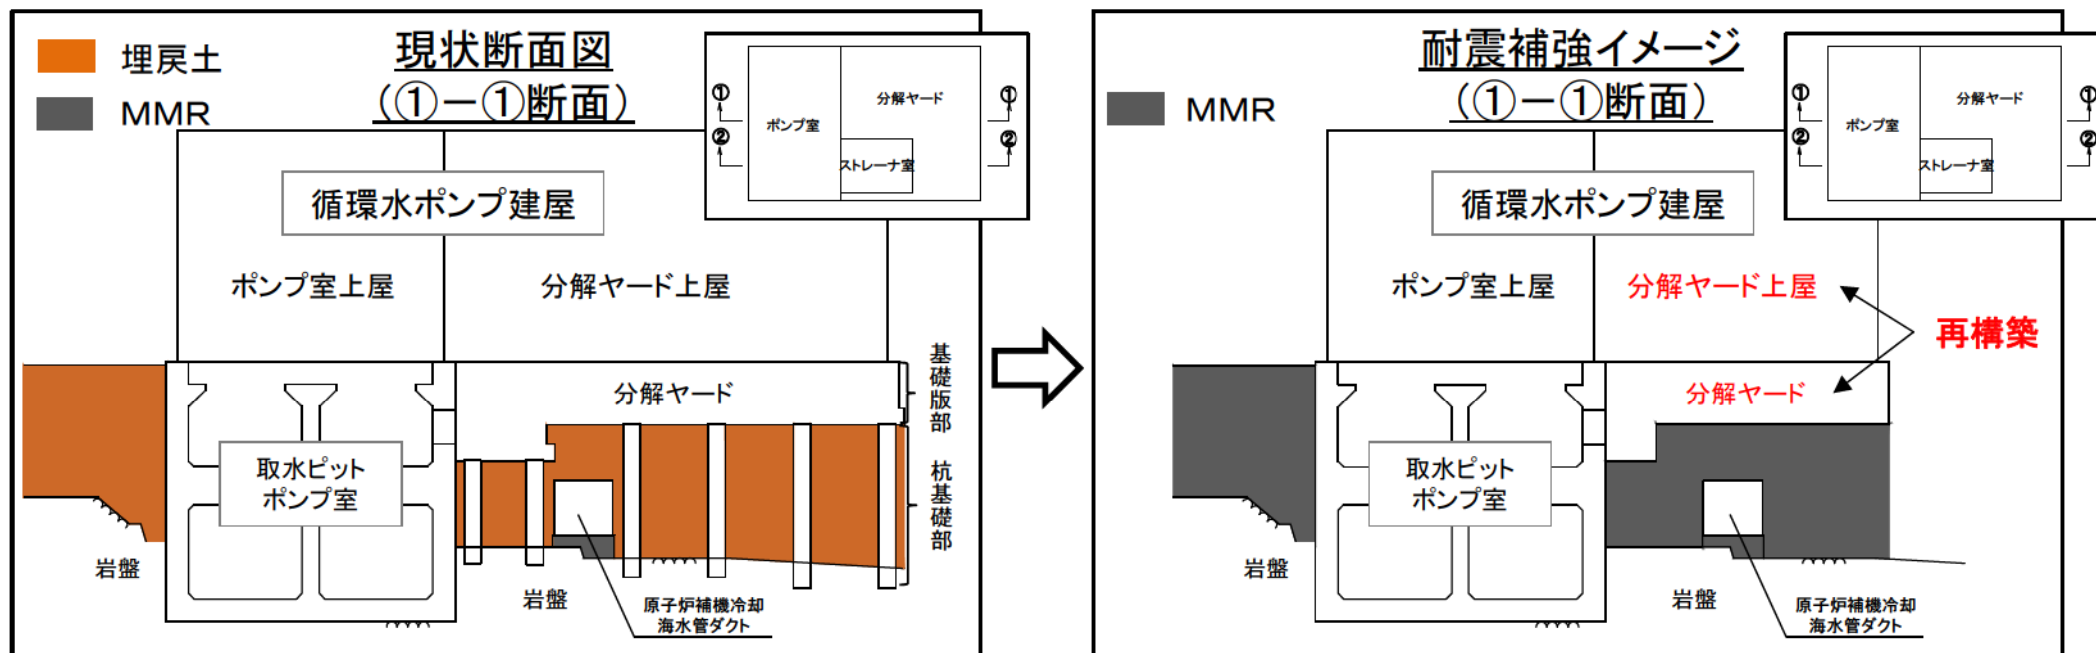 埋戻土
MMR
現状断面図
(①－①断面)
①
②
ポンプ室
分解ヤード
ストレーナ室
①
②
循環水ポンプ建屋
ポンプ室上屋
分解ヤード上屋
分解ヤード
基礎版部
杭基礎部
取水ピット
ポンプ室
岩盤
岩盤
原子炉補機冷却
海水管ダクト
MMR
耐震補強イメージ
(①－①断面)
①
②
ポンプ室
分解ヤード
ストレーナ室
①
②
循環水ポンプ建屋
ポンプ室上屋
分解ヤード上屋
再構築
分解ヤード
取水ピット
ポンプ室
岩盤
岩盤
原子炉補機冷却
海水管ダクト